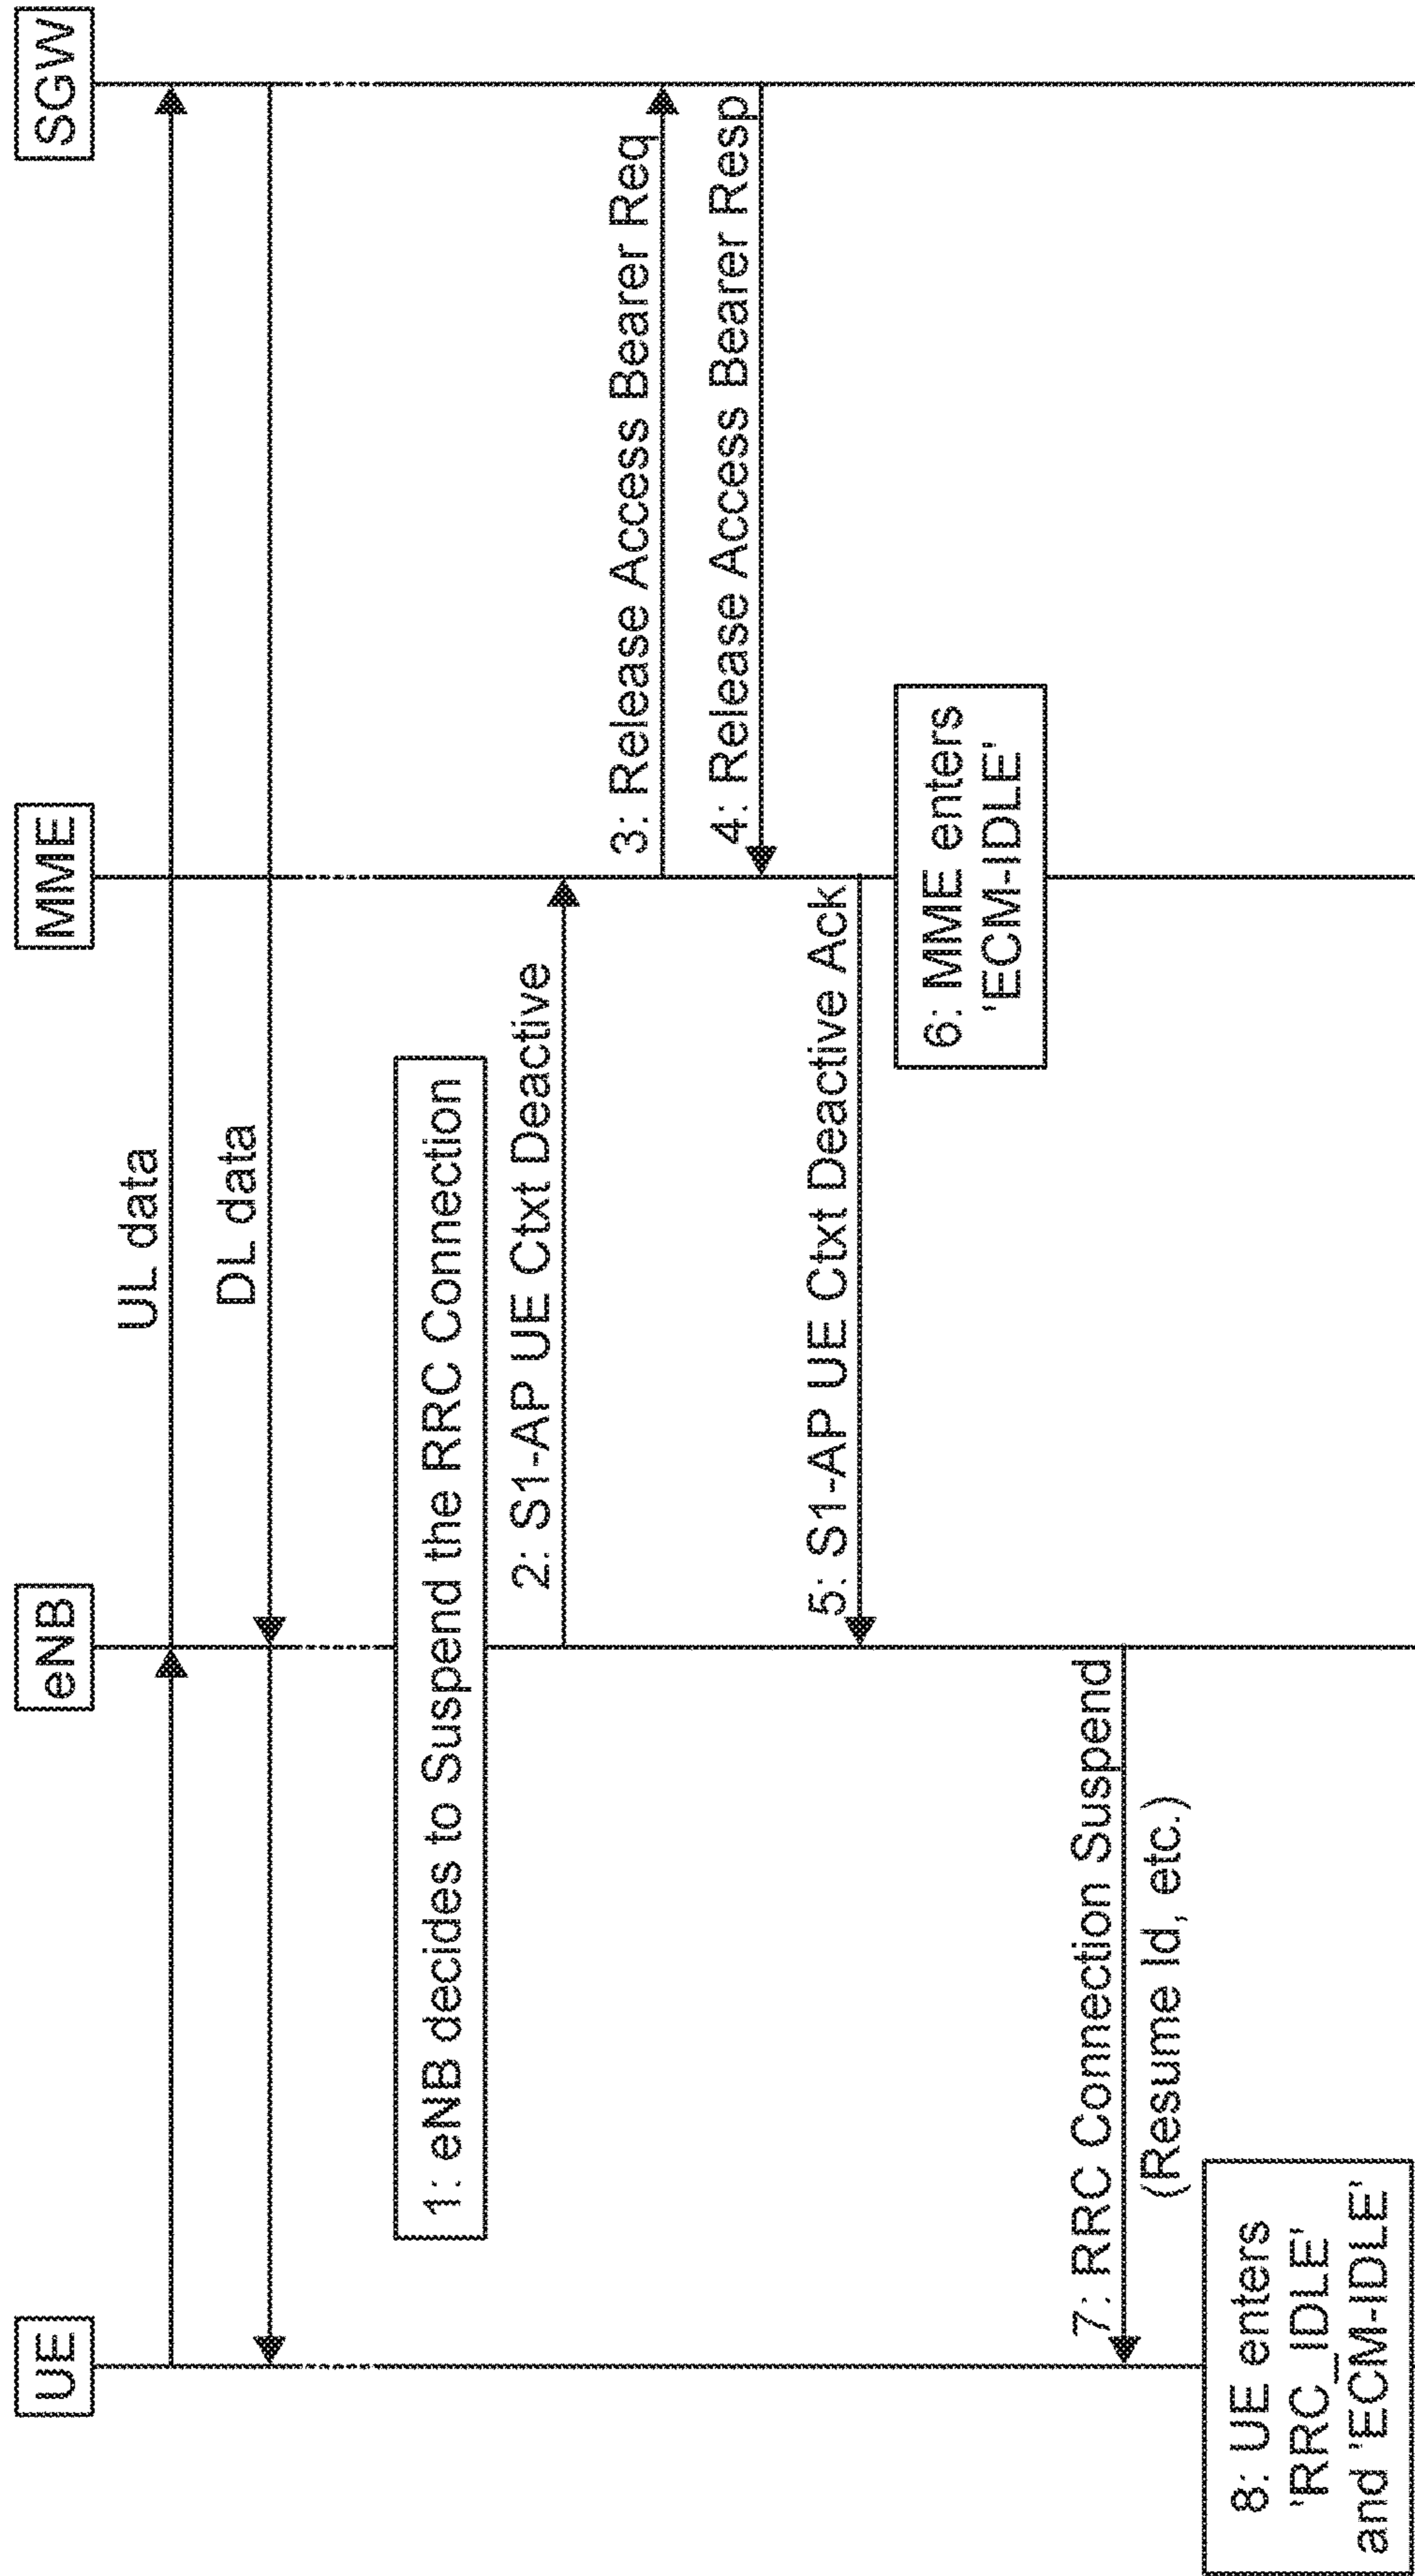 UE
eNB
MME
SGW
UL data
DL data
1: eNB decides to Suspend the RRC Connection
2: S1-AP UE Ctxt Deactive
3: Release Access Bearer Req
4: Release Access Bearer Resp
5: S1-AP UE Ctxt Deactive Ack
6: MME enters
'ECM-IDLE'
7: RRC Connection Suspend
(Resume Id, etc.)
8: UE enters
'RRC_IDLE'
and 'ECM-IDLE'